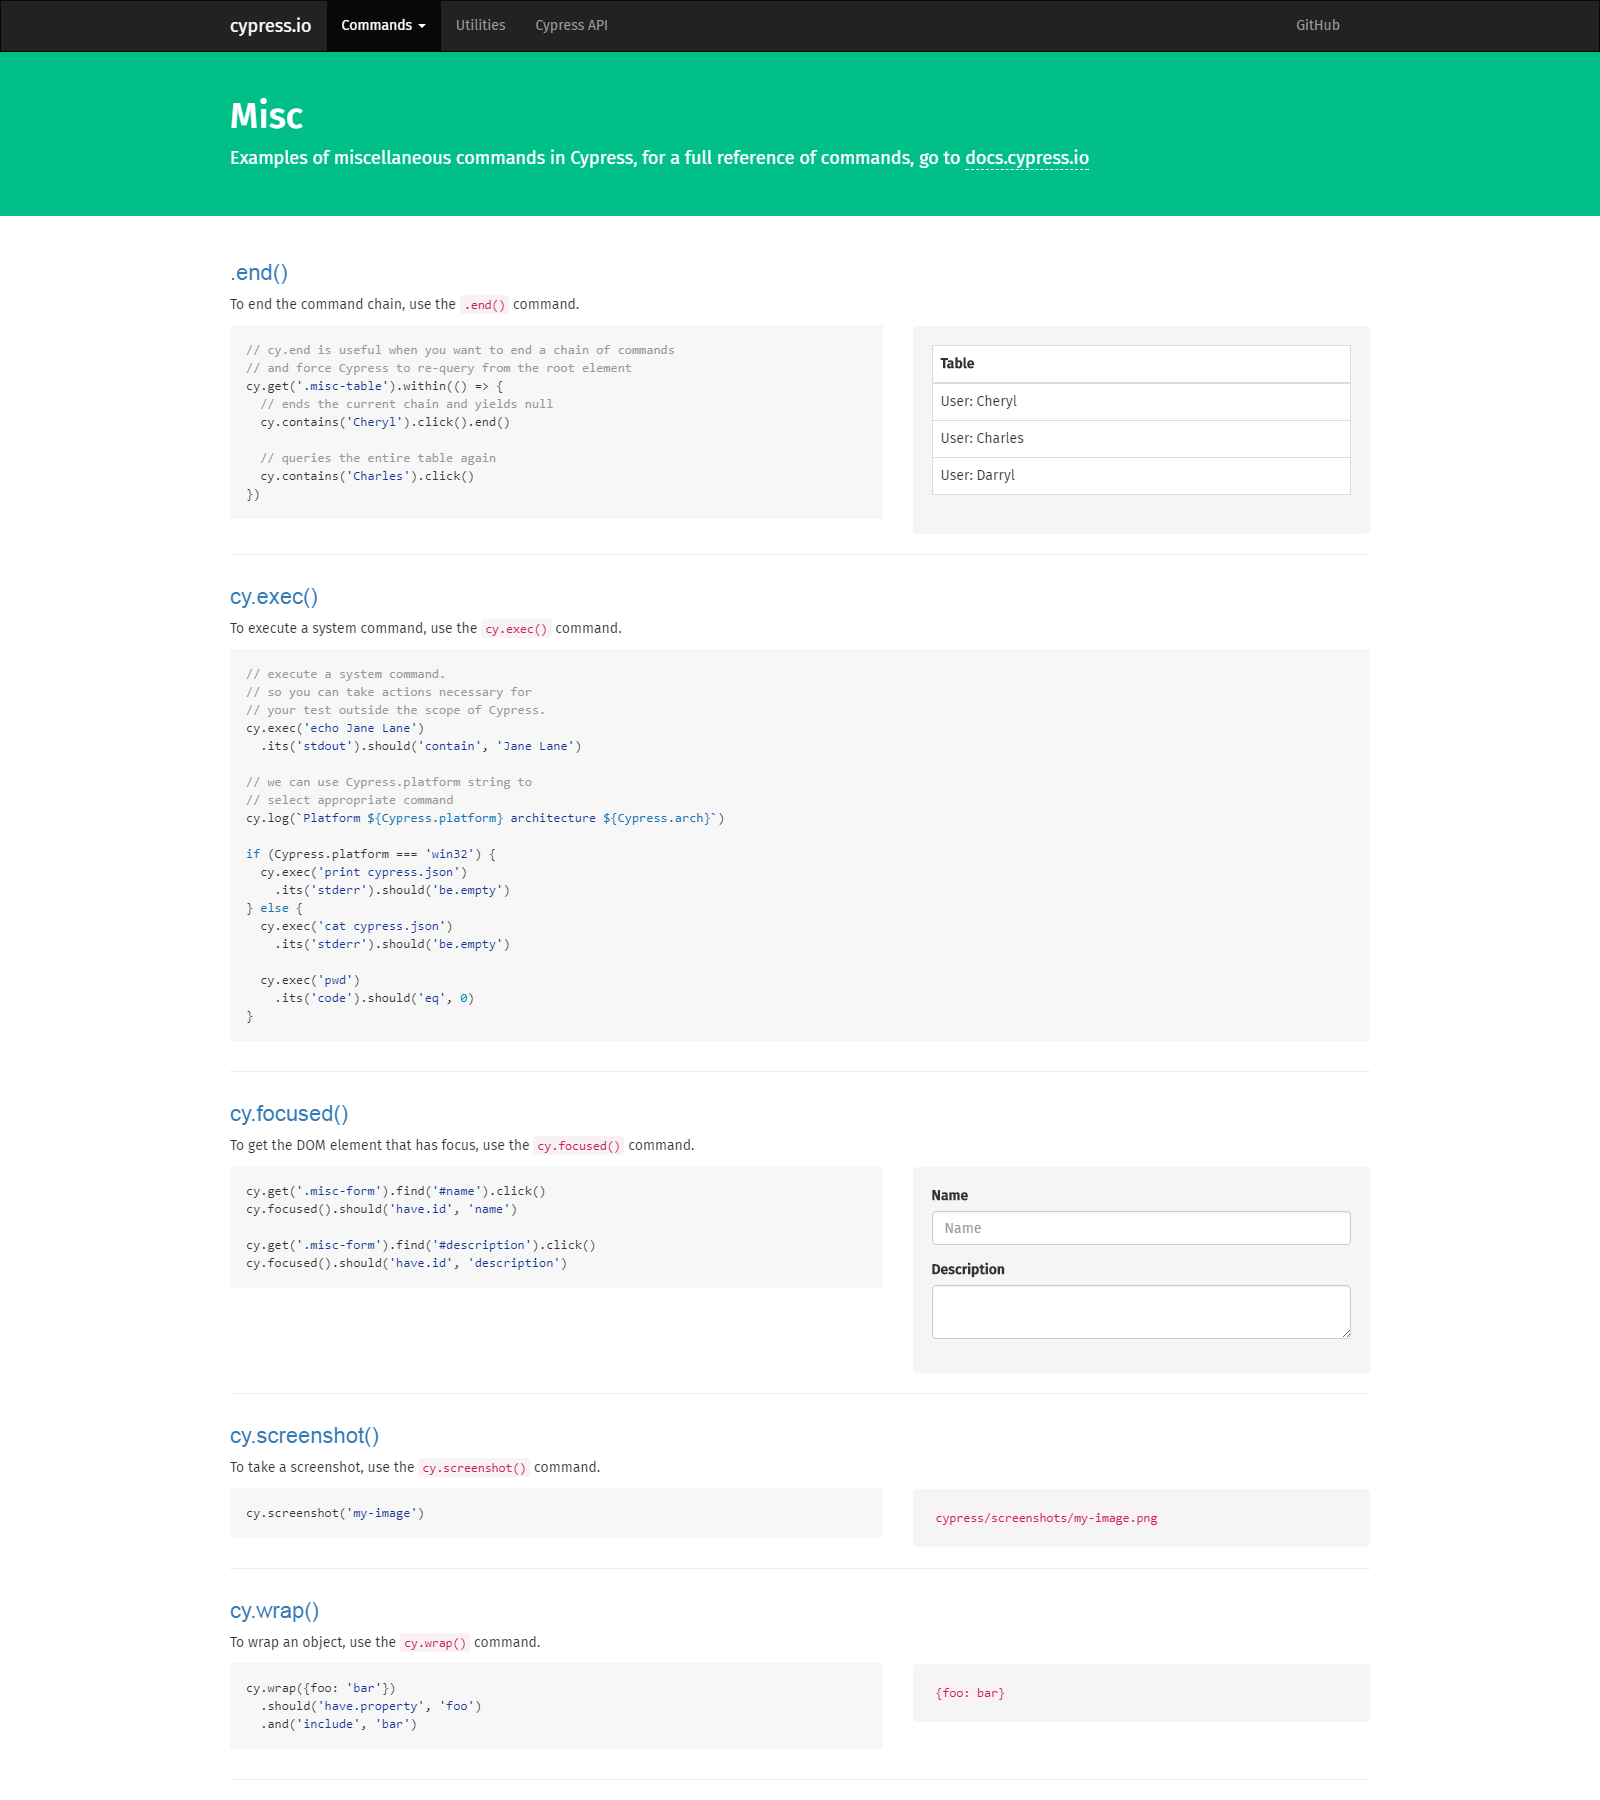 cypress.io Commands Utilities Cypress API GitHub
Misc
Examples of miscellaneous commands in Cypress, for a full reference of commands, go to docs.cypress.io
.end()
To end the command chain, use the .end() command.
// cy.end is useful when you want to end a chain of commands
// and force Cypress to re-query from the root element
cy.get('.misc-table').within(() => {
  // ends the current chain and yields null
  cy.contains('Cheryl').click().end()
  // queries the entire table again
  cy.contains('Charles').click()
})
Table
User: Cheryl
User: Charles
User: Darryl
cy.exec()
To execute a system command, use the cy.exec() command.
// execute a system command.
// so you can take actions necessary for
// your test outside the scope of Cypress.
cy.exec('echo Jane Lane')
  .its('stdout').should('contain', 'Jane Lane')
// we can use Cypress.platform string to
// select appropriate command
cy.log(`Platform ${Cypress.platform} architecture ${Cypress.arch}`)
if (Cypress.platform === 'win32') {
  cy.exec('print cypress.json')
    .its('stderr').should('be.empty')
} else {
  cy.exec('cat cypress.json')
    .its('stderr').should('be.empty')
  cy.exec('pwd')
    .its('code').should('eq', 0)
}
cy.focused()
To get the DOM element that has focus, use the cy.focused() command.
cy.get('.misc-form').find('#name').click()
cy.focused().should('have.id', 'name')
cy.get('.misc-form').find('#description').click()
cy.focused().should('have.id', 'description')
Name
Name
Description
cy.screenshot()
To take a screenshot, use the cy.screenshot() command.
cy.screenshot('my-image')
cypress/screenshots/my-image.png
cy.wrap()
To wrap an object, use the cy.wrap() command.
cy.wrap({foo: 'bar'})
  .should('have.property', 'foo')
  .and('include', 'bar')
{foo: bar}